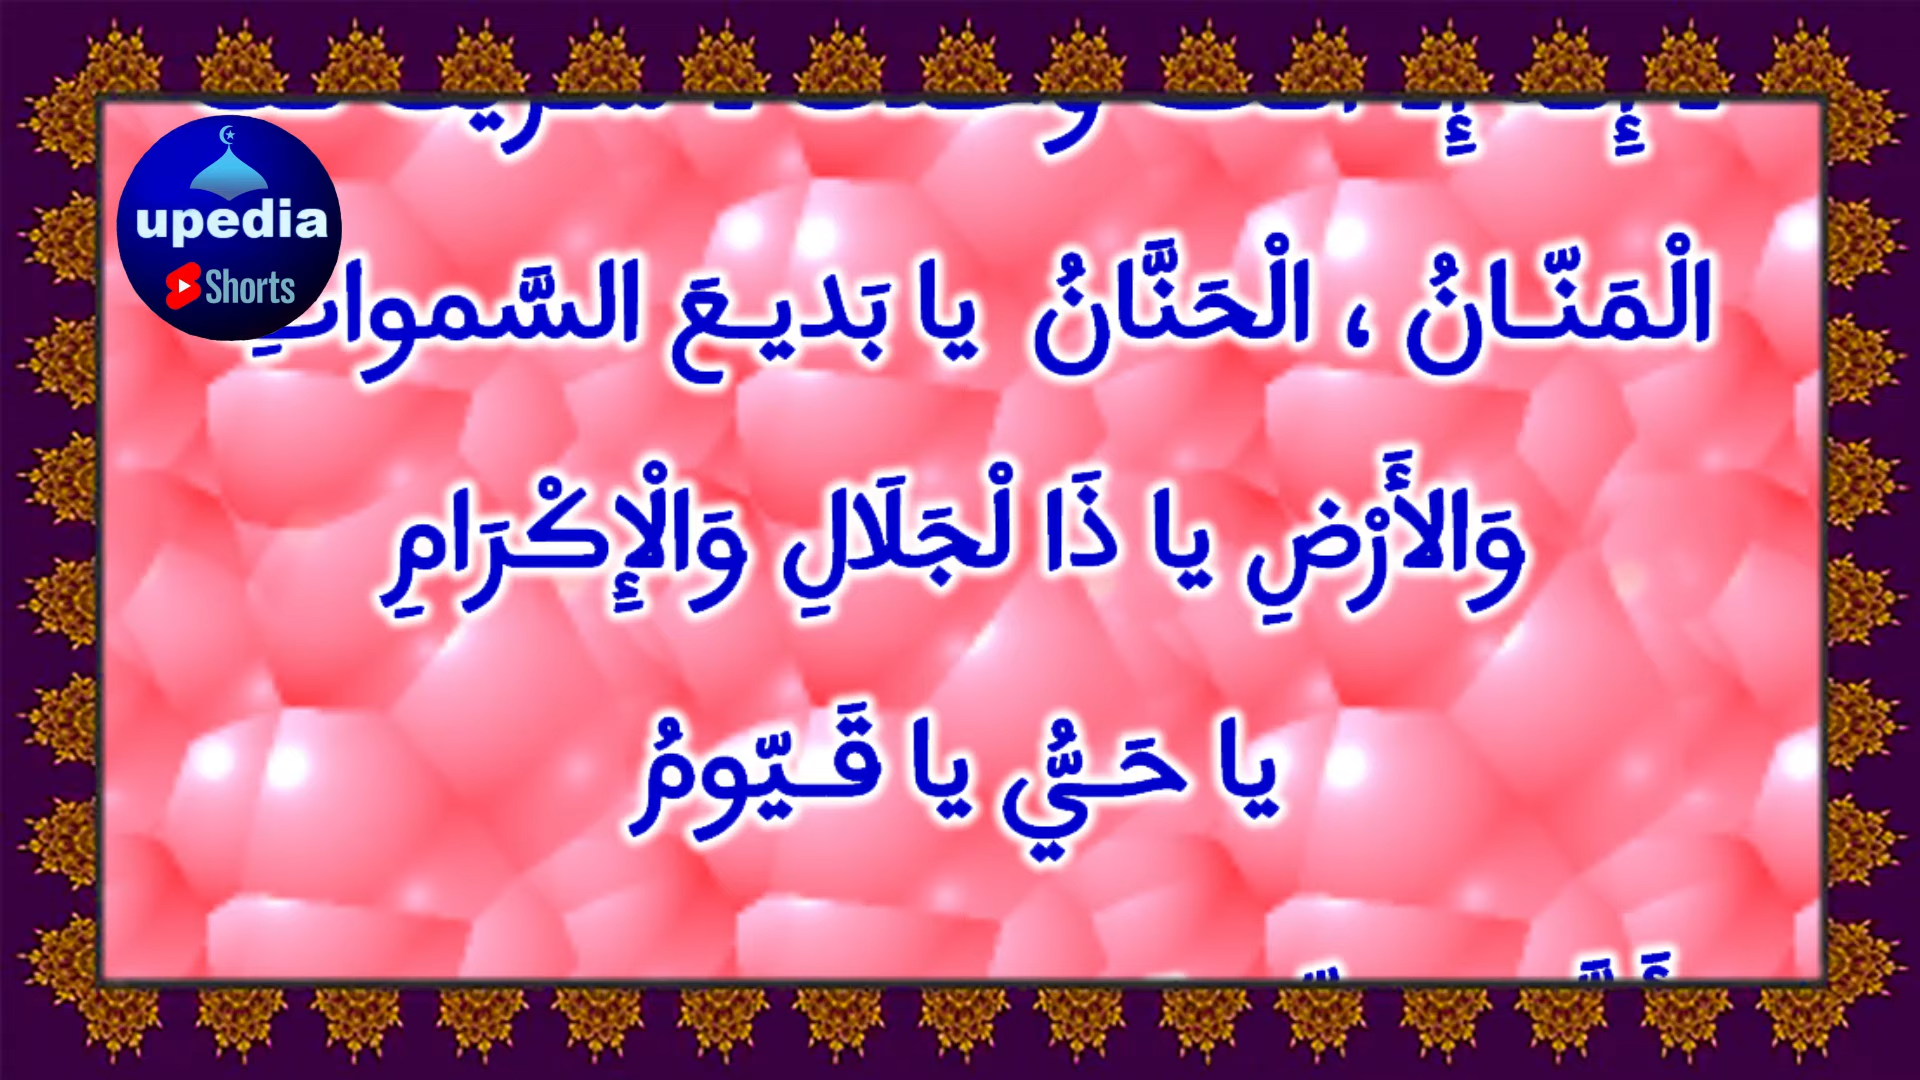 upedia
Shorts
الْمَنّـانُ ، الْحَنَّانُ يا بَديـعَ السَّمواتِ
وَالأَرْضِ يا ذَا لْجَلَالِ وَالْإِكْرَامِ
يا حَـيُّ يا قَـيّومُ